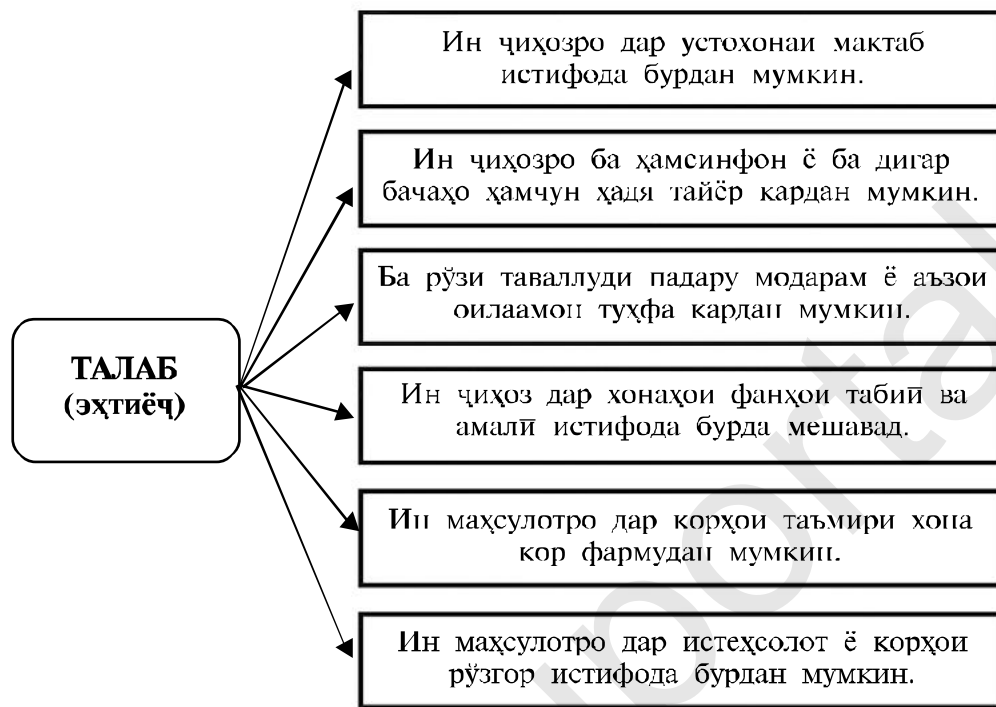 Ин ҷиҳозро дар устохонаи мактаб
истифода бурдан мумкин.
Ин ҷиҳозро ба ҳамсинфон ё ба дигар
бачаҳо ҳамчун ҳадя тайёр кардан мумкин.
Ба рӯзи таваллуди падару модарам ё аъзои
оилаамон туҳфа кардан мумкин.
ТАЛАБ
(эҳтиёҷ)
Ин ҷиҳоз дар хонаҳои фанҳои табиӣ ва
амалӣ истифода бурда мешавад.
Ин маҳсулотро дар корҳои таъмири хона
кор фармудан мумкин.
Ин маҳсулотро дар истеҳсолот ё корҳои
рӯзгор истифода бурдан мумкин.
portal